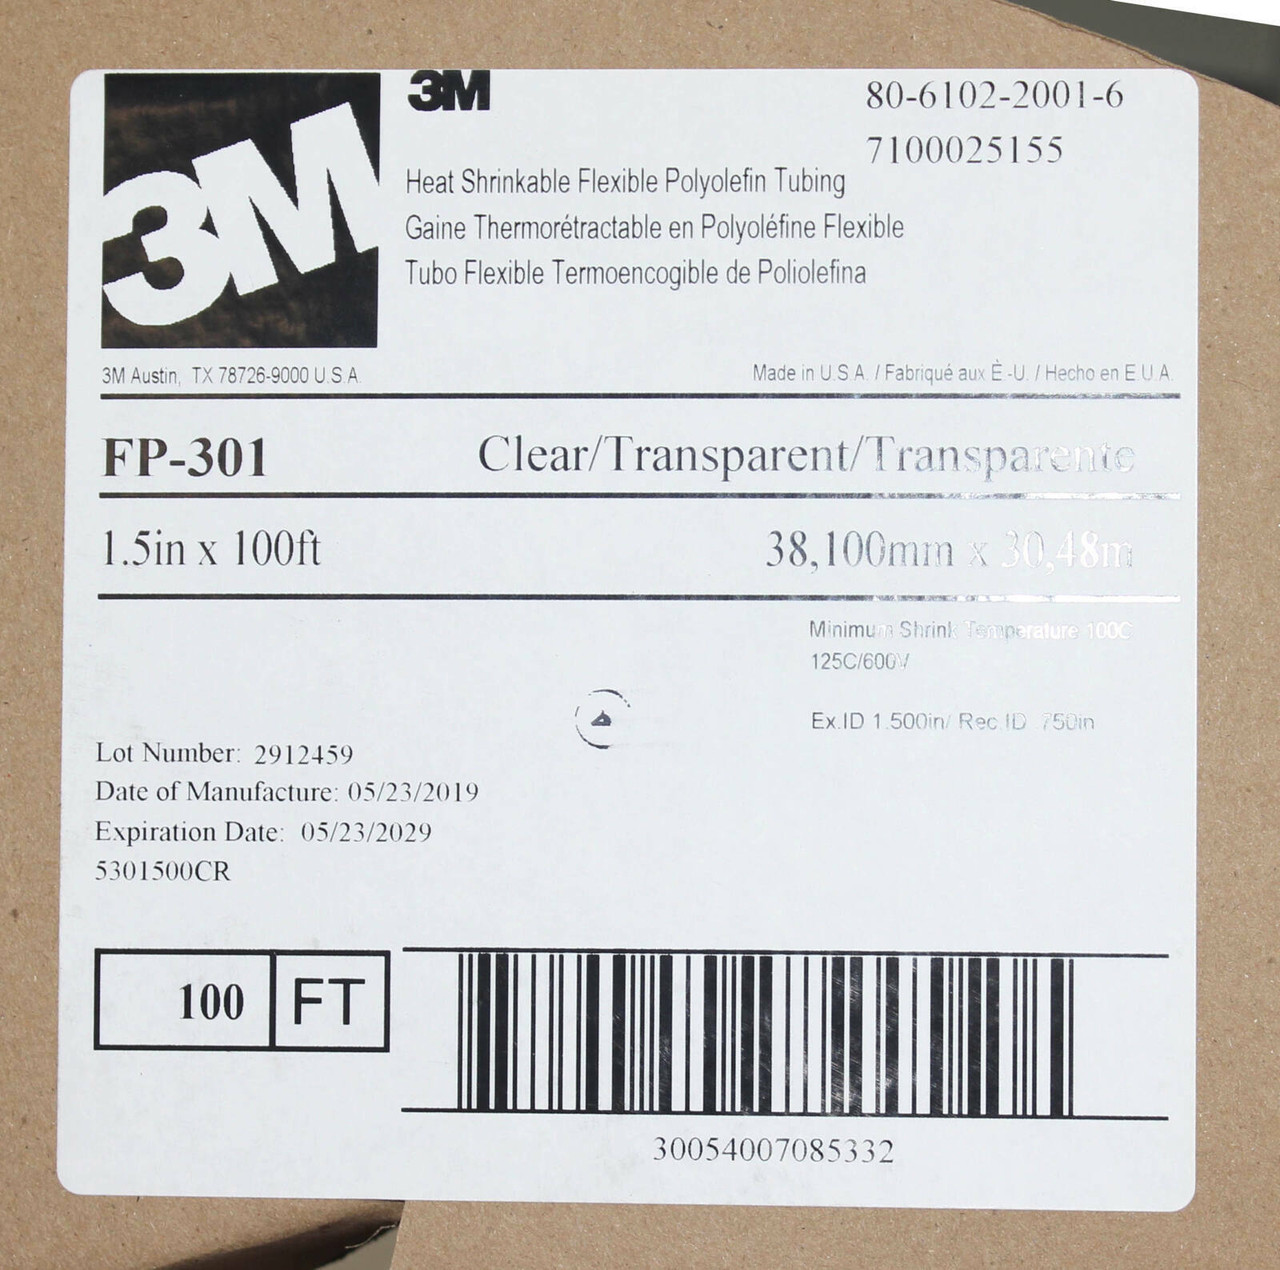 3M
3M
80-6102-2001-6
7100025155
Heat Shrinkable Flexible Polyolefin Tubing
Gaine Thermorétractable en Polyoléfine Flexible
Tubo Flexible Termoencogible de Poliolefina
3M Austin, TX 78726-9000 U.S.A.
Made in U.S.A. / Fabriqué aux È.-U. / Hecho en E.U.A.
FP-301
Clear/Transparent/Transparente
1.5in x 100ft
38,100mm x 30,48m
Minimum Shrink Temperature 100C
125C/600V
Ex.ID 1.500in/ Rec.ID .750in
Lot Number: 2912459
Date of Manufacture: 05/23/2019
Expiration Date: 05/23/2029
5301500CR
100 FT
30054007085332